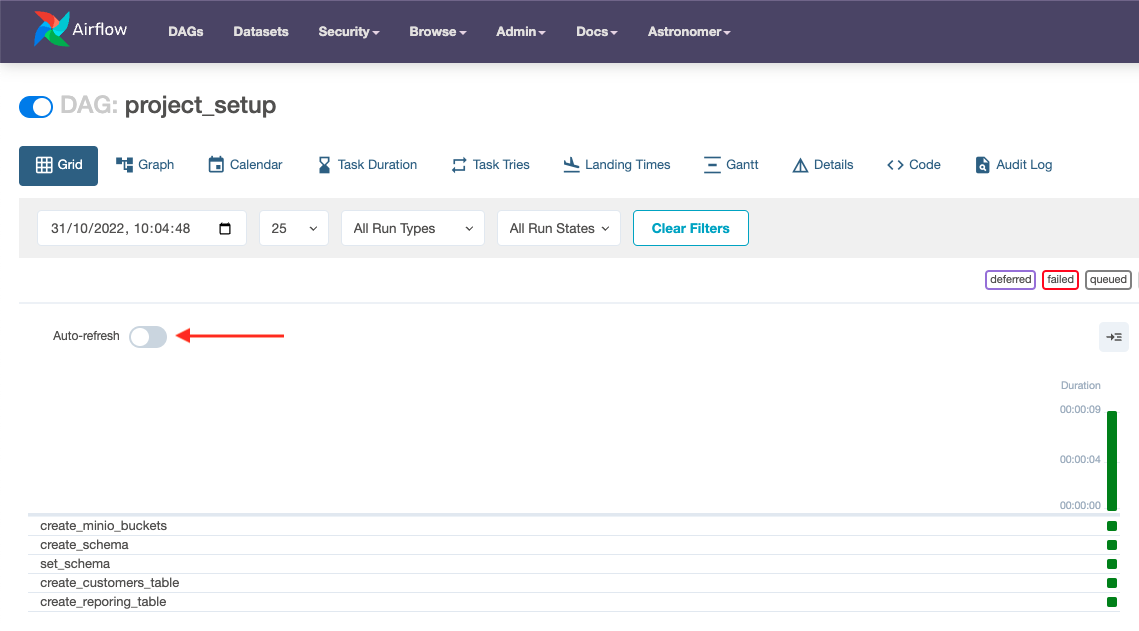 Airflow DAGs Datasets Security Browse Admin Docs Astronomer
DAG: project_setup
Grid Graph Calendar Task Duration Task Tries Landing Times Gantt Details Code Audit Log
31/10/2022, 10:04:48 25 All Run Types All Run States Clear Filters
deferred failed queued
Auto-refresh
Duration
00:00:09
00:00:04
00:00:00
create_minio_buckets
create_schema
set_schema
create_customers_table
create_reporing_table